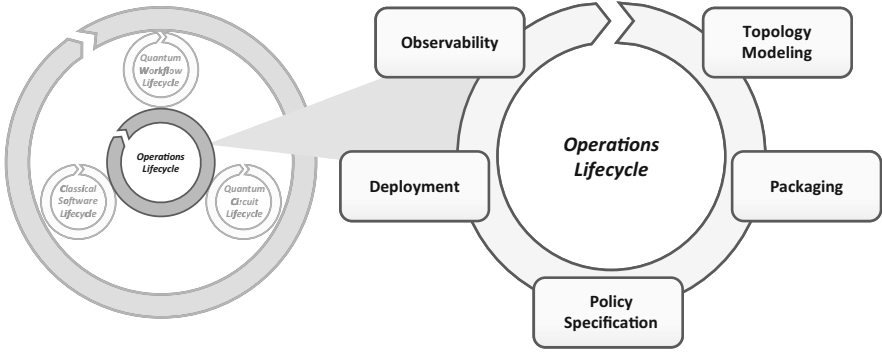 Quantum
Workflow
Lifecycle
Operations
Lifecycle
Classical
Software
Lifecycle
Quantum
Circuit
Lifecycle
Observability
Topology
Modeling
Operations
Lifecycle
Deployment
Packaging
Policy
Specification